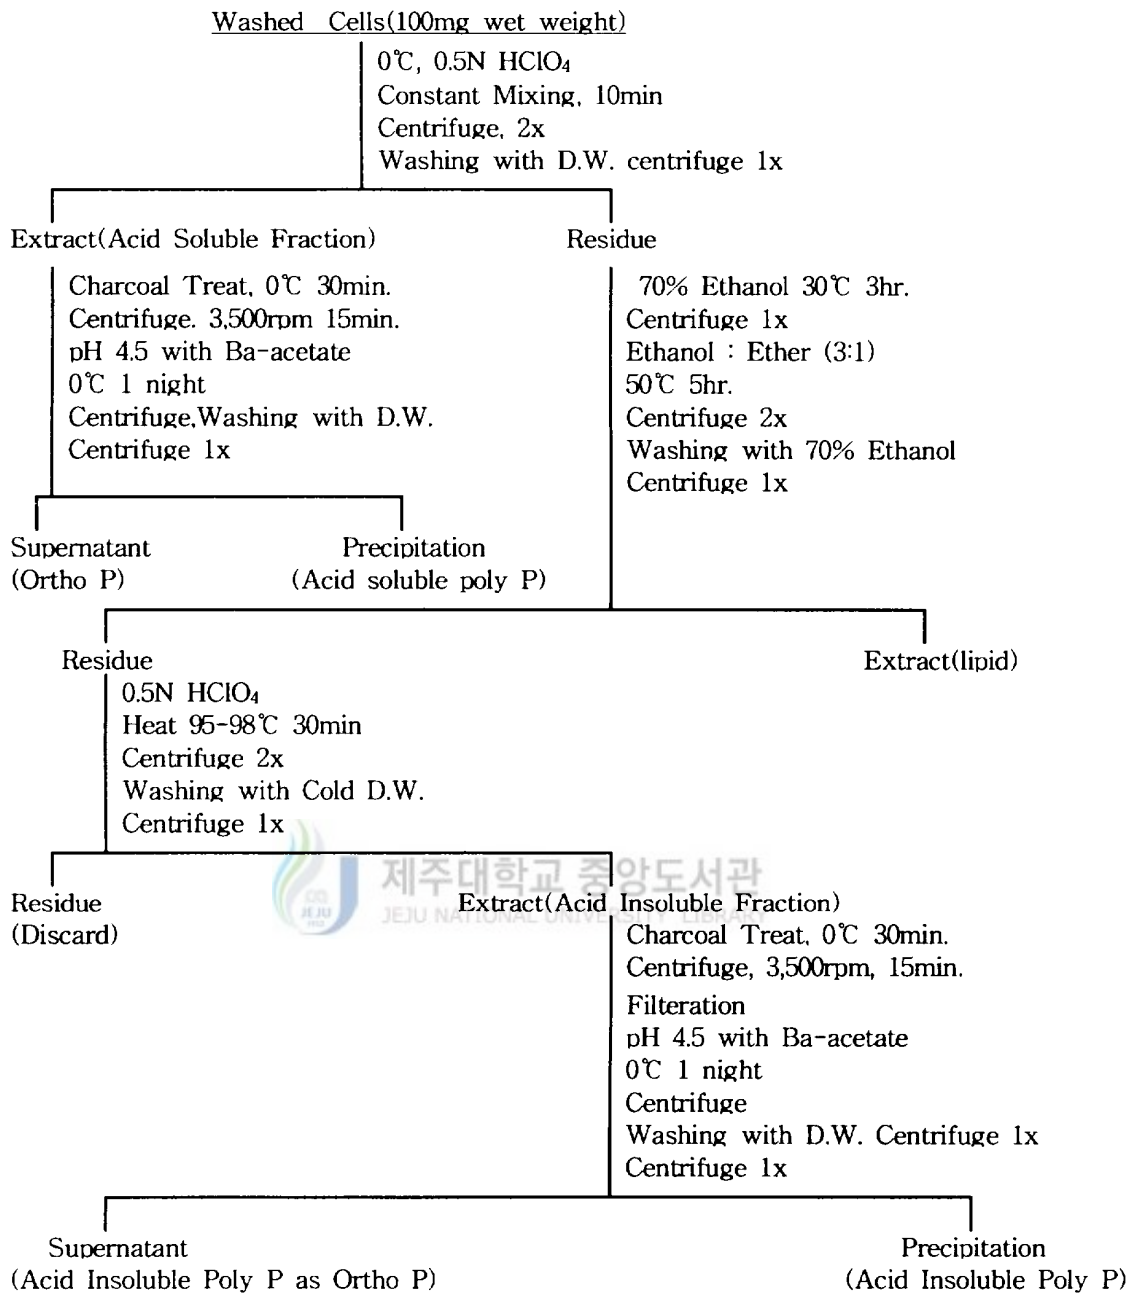 Washed Cells(100mg wet weight)
0℃, 0.5N HClO₄
Constant Mixing, 10min
Centrifuge, 2x
Washing with D.W. centrifuge 1x
Extract(Acid Soluble Fraction)
Charcoal Treat, 0℃ 30min.
Centrifuge. 3,500rpm 15min.
pH 4.5 with Ba-acetate
0℃ 1 night
Centrifuge,Washing with D.W.
Centrifuge 1x
Residue
70% Ethanol 30℃ 3hr.
Centrifuge 1x
Ethanol : Ether (3:1)
50℃ 5hr.
Centrifuge 2x
Washing with 70% Ethanol
Centrifuge 1x
Supernatant
(Ortho P)
Precipitation
(Acid soluble poly P)
Residue
0.5N HClO₄
Heat 95-98℃ 30min
Centrifuge 2x
Washing with Cold D.W.
Centrifuge 1x
Extract(lipid)
제주대학교 중앙도서관
JEJU NATIONAL UNIVERSITY LIBRARY
JEJU
1952
Residue
(Discard)
Extract(Acid Insoluble Fraction)
Charcoal Treat, 0℃ 30min.
Centrifuge, 3,500rpm, 15min.
Filteration
pH 4.5 with Ba-acetate
0℃ 1 night
Centrifuge
Washing with D.W. Centrifuge 1x
Centrifuge 1x
Supernatant
(Acid Insoluble Poly P as Ortho P)
Precipitation
(Acid Insoluble Poly P)